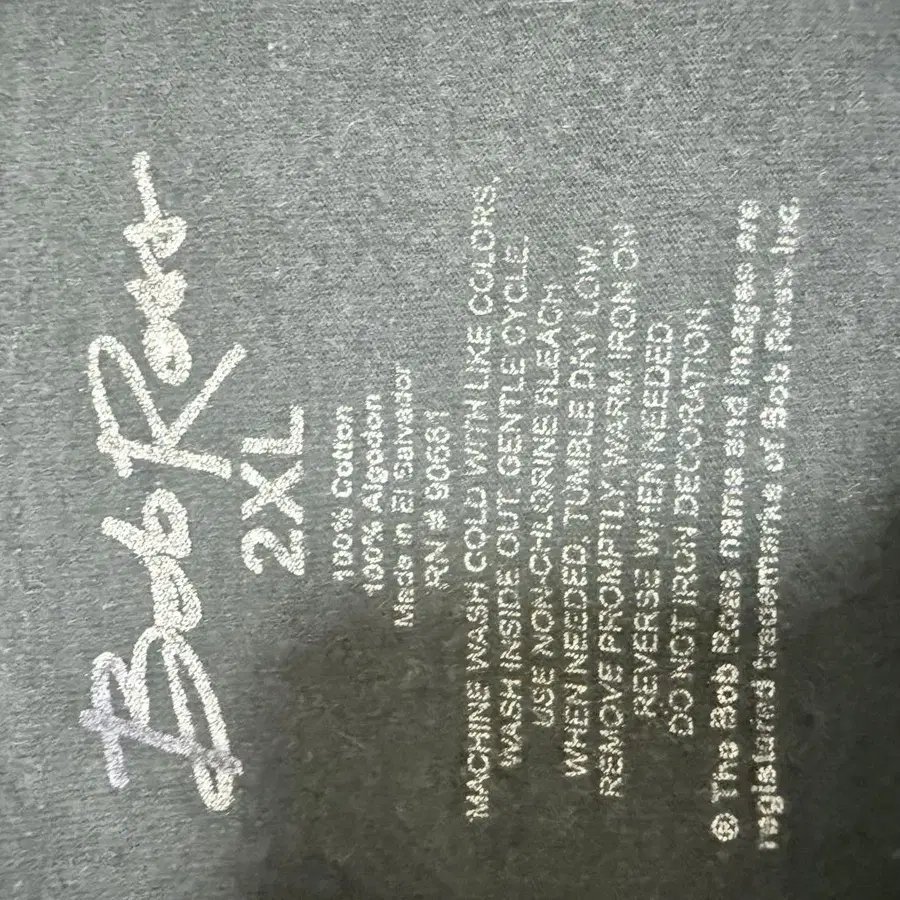 Bob Ross
2XL
100% Cotton
100% Algodon
Made in El Salvador
RN # 90661
MACHINE WASH COLD WITH LIKE COLORS,
WASH INSIDE OUT GENTLE CYCLE.
USE NON-CHLORINE BLEACH
WHEN NEEDED. TUMBLE DRY LOW.
REMOVE PROMPTLY. WARM IRON ON
REVERSE WHEN NEEDED.
DO NOT IRON DECORATION.
® The Bob Ross name and images are
registered trademarks of Bob Ross Inc.